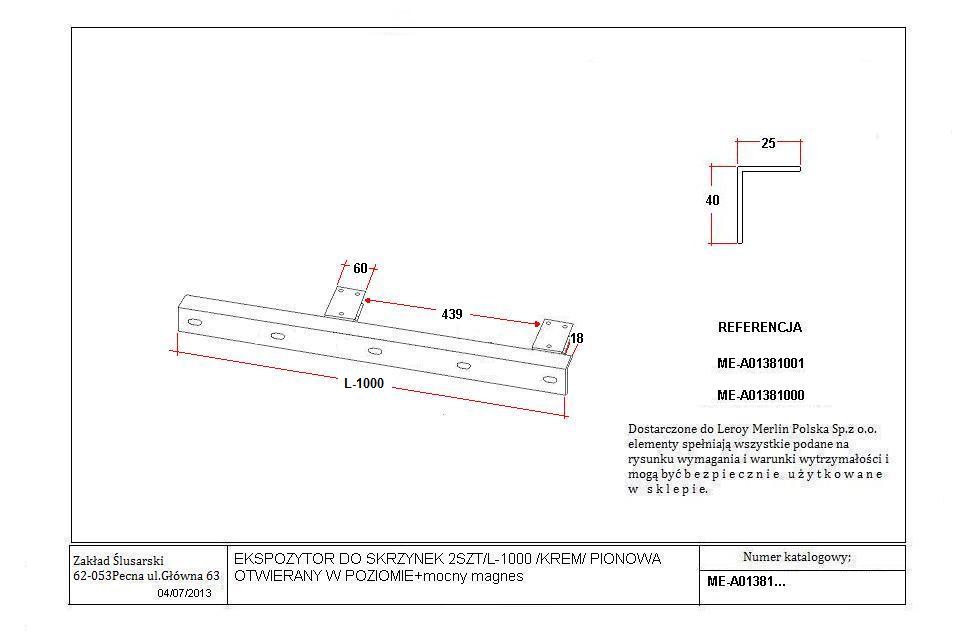 25
40
60
439
18
L-1000
REFERENCJA
ME-A01381001
ME-A01381000
Dostarczone do Leroy Merlin Polska Sp.z o.o.
elementy spełniają wszystkie podane na
rysunku wymagania i warunki wytrzymałości i
mogą być b e z p i e c z n i e u ż y t k o w a n e
w s k l e p i e.
Zakład Ślusarski
62-053Pecna ul.Główna 63
04/07/2013
EKSPOZYTOR DO SKRZYNEK 2SZT/L-1000 /KREM/ PIONOWA
OTWIERANY W POZIOMIE+mocny magnes
Numer katalogowy;
ME-A01381...